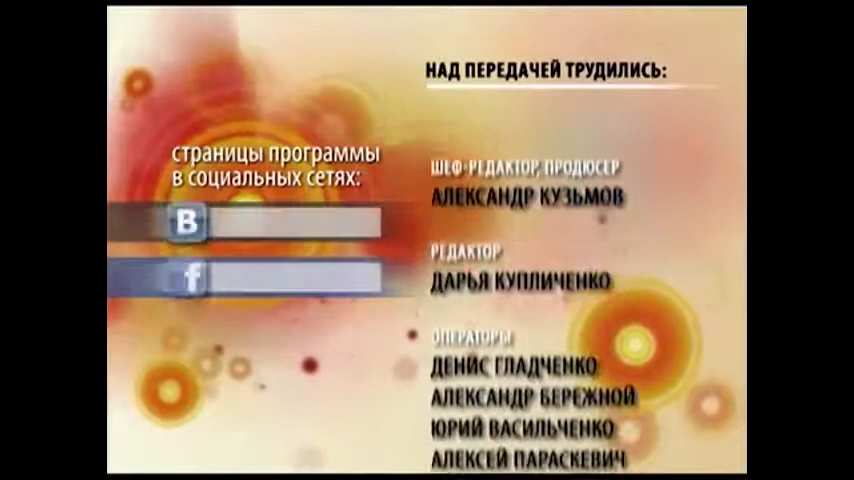 НАД ПЕРЕДАЧЕЙ ТРУДИЛИСЬ:
страницы программы
в социальных сетях:
B
f
ШЕФ-РЕДАКТОР, ПРОДЮСЕР
АЛЕКСАНДР КУЗЬМОВ
РЕДАКТОР
ДАРЬЯ КУПЛИЧЕНКО
ОПЕРАТОРЫ
ДЕНИС ГЛАДЧЕНКО
АЛЕКСАНДР БЕРЕЖНОЙ
ЮРИЙ ВАСИЛЬЧЕНКО
АЛЕКСЕЙ ПАРАСКЕВИЧ